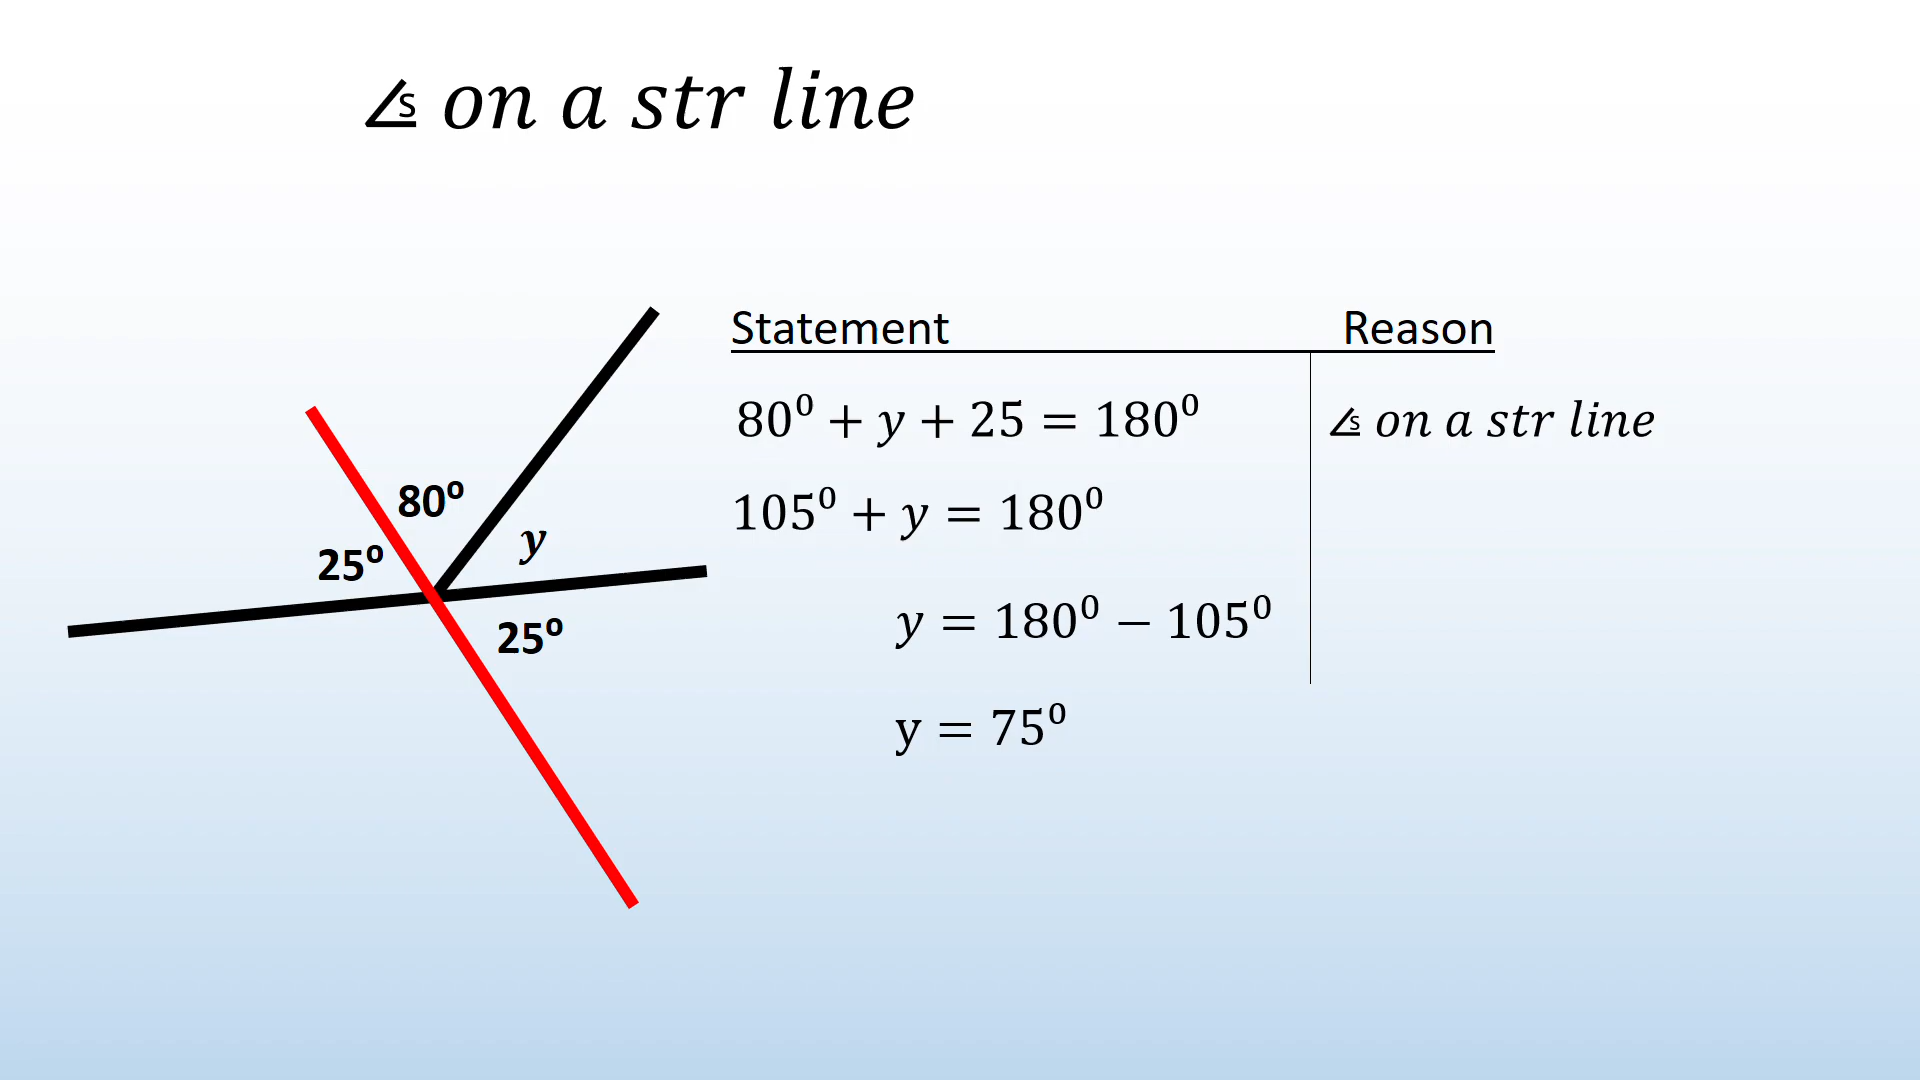 ∠s on a str line
Statement Reason
80⁰ + y + 25 = 180⁰ ∠s on a str line
105⁰ + y = 180⁰
y = 180⁰ − 105⁰
y = 75⁰
80⁰
y
25⁰
25⁰